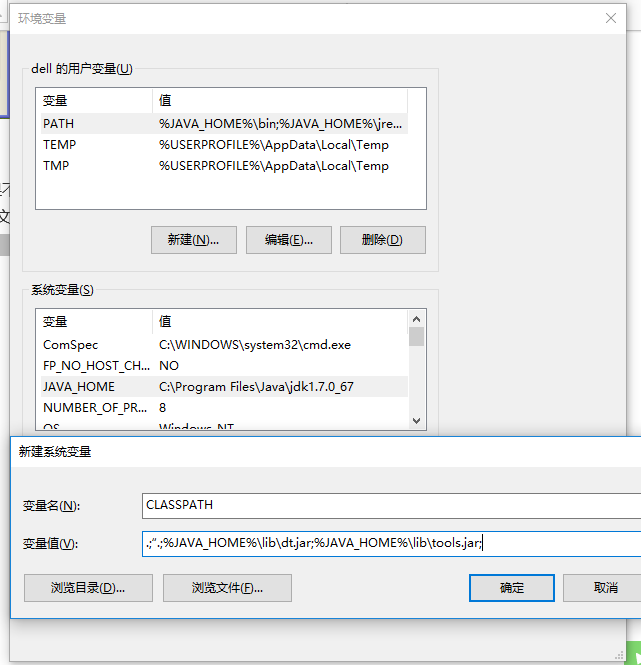 环境变量
dell 的用户变量(U)
变量 值
PATH %JAVA_HOME%\bin;%JAVA_HOME%\jre...
TEMP %USERPROFILE%\AppData\Local\Temp
TMP %USERPROFILE%\AppData\Local\Temp
新建(N)... 编辑(E)... 删除(D)
系统变量(S)
变量 值
ComSpec C:\WINDOWS\system32\cmd.exe
FP_NO_HOST_CH... NO
JAVA_HOME C:\Program Files\Java\jdk1.7.0_67
NUMBER_OF_PR... 8
OS Windows_NT
新建系统变量
变量名(N): CLASSPATH
变量值(V): .;“.;%JAVA_HOME%\lib\dt.jar;%JAVA_HOME%\lib\tools.jar;
浏览目录(D)... 浏览文件(F)... 确定 取消